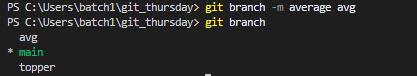 PS C:\Users\batch1\git_thursday> git branch -m average avg
PS C:\Users\batch1\git_thursday> git branch
  avg
* main
  topper